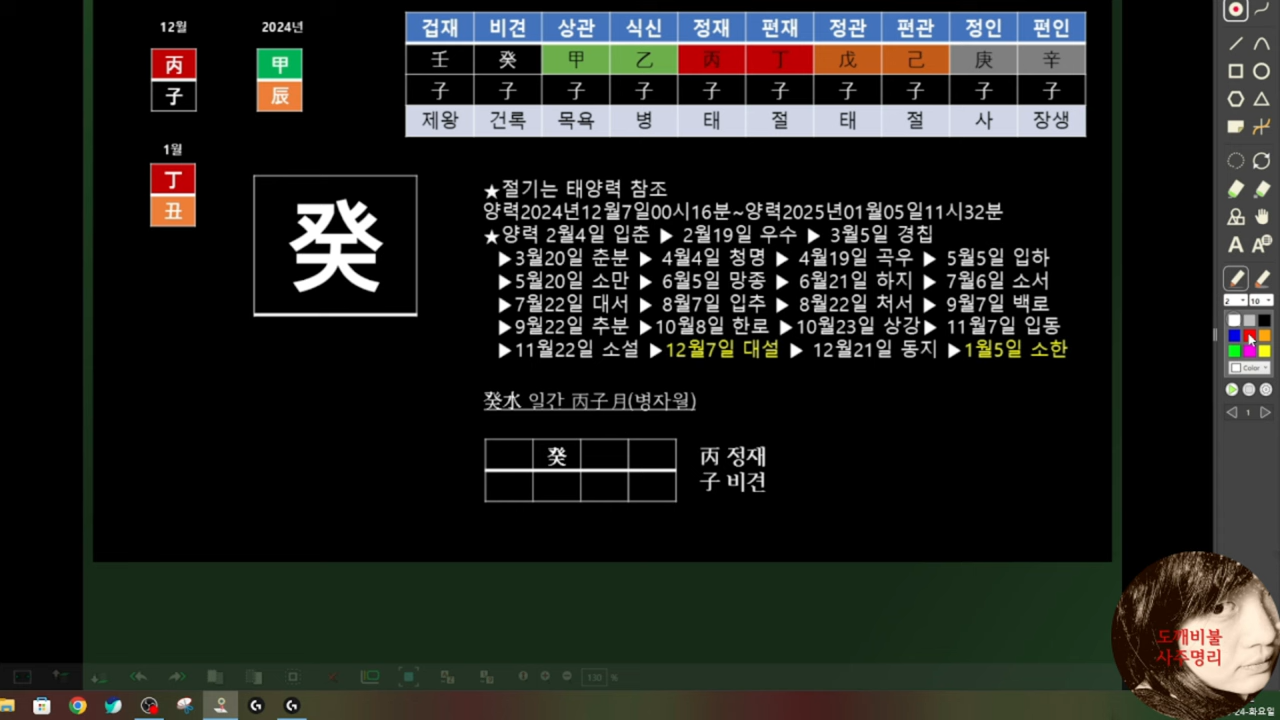 12월 2024년
丙 甲
子 辰
1월
丁
丑
癸
겁재 비견 상관 식신 정재 편재 정관 편관 정인 편인
壬 癸 甲 乙 丙 丁 戊 己 庚 辛
子 子 子 子 子 子 子 子 子 子
제왕 건록 목욕 병 태 절 태 절 사 장생
★절기는 태양력 참조
양력2024년12월7일00시16분~양력2025년01월05일11시32분
★양력 2월4일 입춘 ▶ 2월19일 우수 ▶ 3월5일 경칩
▶3월20일 춘분 ▶ 4월4일 청명 ▶ 4월19일 곡우 ▶ 5월5일 입하
▶5월20일 소만 ▶ 6월5일 망종 ▶ 6월21일 하지 ▶ 7월6일 소서
▶7월22일 대서 ▶ 8월7일 입추 ▶ 8월22일 처서 ▶ 9월7일 백로
▶9월22일 추분 ▶10월8일 한로 ▶10월23일 상강▶ 11월7일 입동
▶11월22일 소설 ▶12월7일 대설 ▶ 12월21일 동지 ▶1월5일 소한
癸水 일간 丙子月(병자월)
癸
丙 정재
子 비견
도깨비불
사주명리
2 10
Color
1
130 %
24-화요일